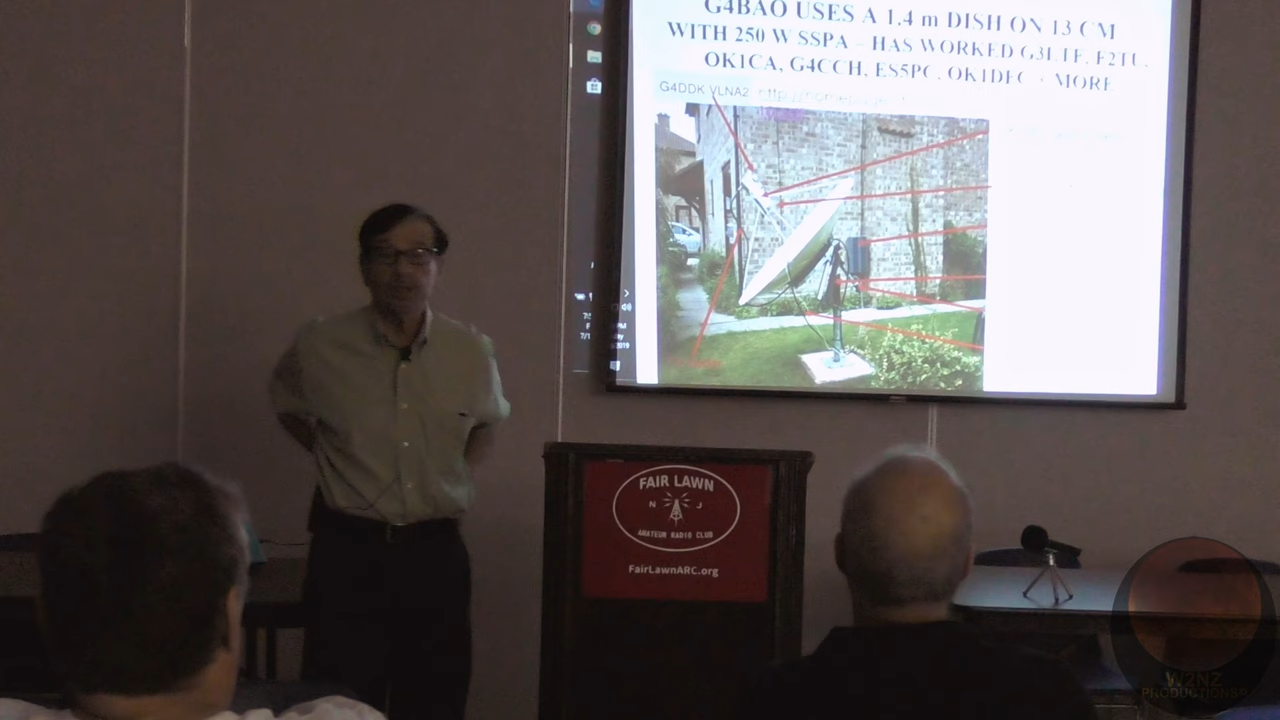 G4BAO USES A 1.4 m DISH ON 13 CM
WITH 250 W SSPA – HAS WORKED G3LTF, F2TU,
OK1CA, G4CCH, ES5PC, OK1DFC + MORE
G4DDK VLNA2
FAIR LAWN
N J
AMATEUR RADIO CLUB
FairLawnARC.org
W2NZ
PRODUCTIONS